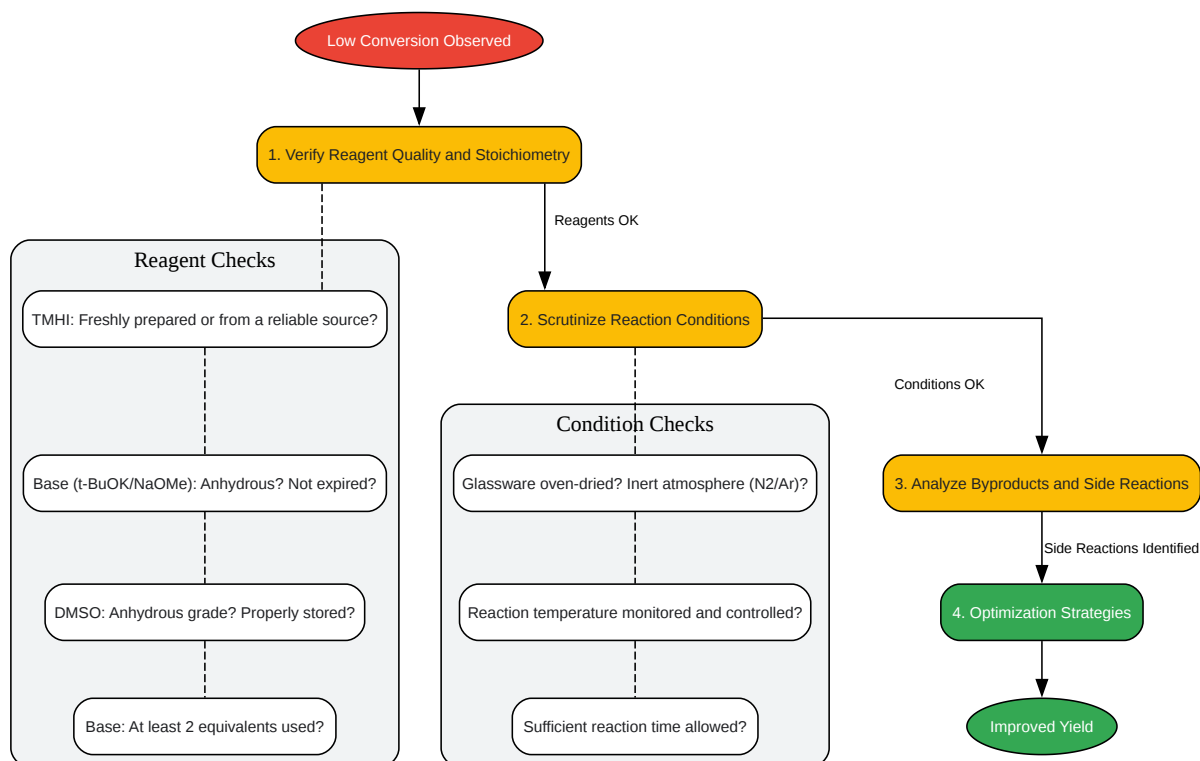 Low Conversion Observed
1. Verify Reagent Quality and Stoichiometry
Reagents OK
Reagent Checks
TMHI: Freshly prepared or from a reliable source?
Base (t-BuOK/NaOMe): Anhydrous? Not expired?
DMSO: Anhydrous grade? Properly stored?
Base: At least 2 equivalents used?
2. Scrutinize Reaction Conditions
Conditions OK
Condition Checks
Glassware oven-dried? Inert atmosphere (N2/Ar)?
Reaction temperature monitored and controlled?
Sufficient reaction time allowed?
3. Analyze Byproducts and Side Reactions
Side Reactions Identified
4. Optimization Strategies
Improved Yield